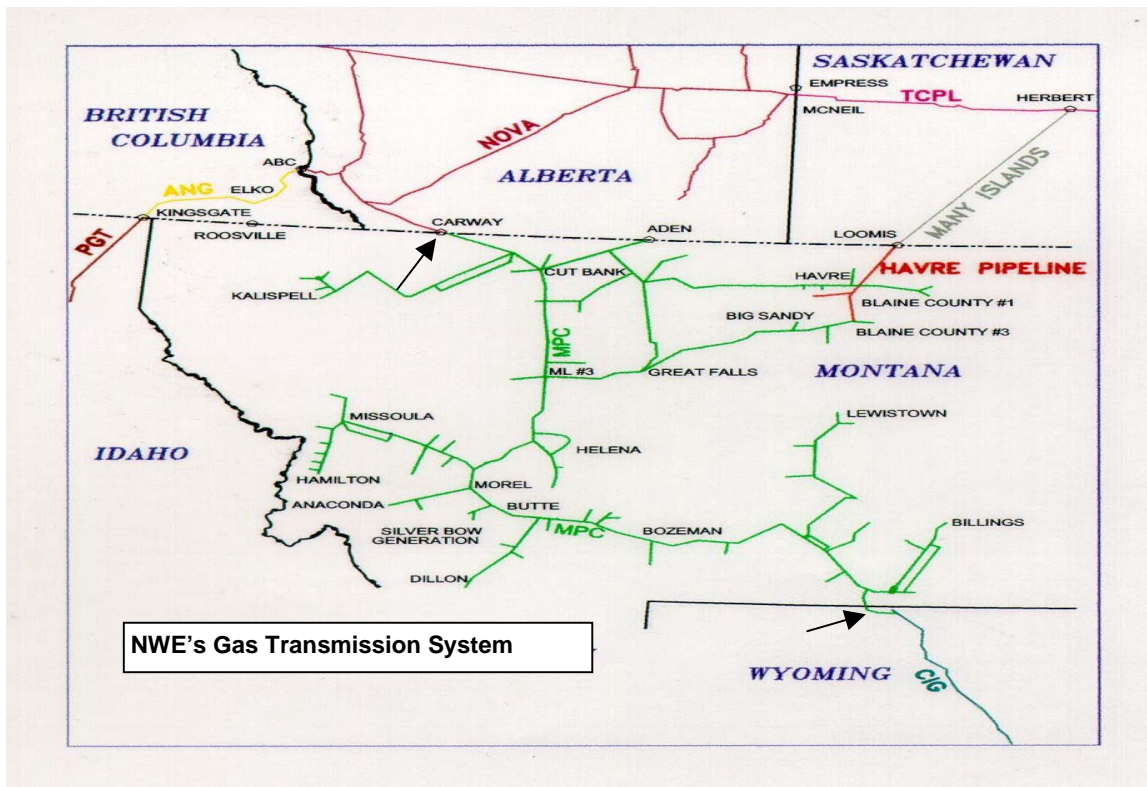 SASKATCHEWAN
EMPRESS
TCPL
HERBERT
MCNEIL
BRITISH
COLUMBIA
NOVA
ABC
ALBERTA
MANY ISLANDS
ANG
ELKO
KINGSGATE
CARWAY
ROOSVILLE
ADEN
LOOMIS
PGT
CUT BANK
HAVRE
HAVRE PIPELINE
KALISPELL
BLAINE COUNTY #1
BIG SANDY
BLAINE COUNTY #3
MPC
ML #3
GREAT FALLS
MONTANA
MISSOULA
LEWISTOWN
IDAHO
HELENA
HAMILTON
MOREL
ANACONDA
BUTTE
SILVER BOW
GENERATION
MPC
BOZEMAN
BILLINGS
DILLON
NWE's Gas Transmission System
WYOMING
CIG